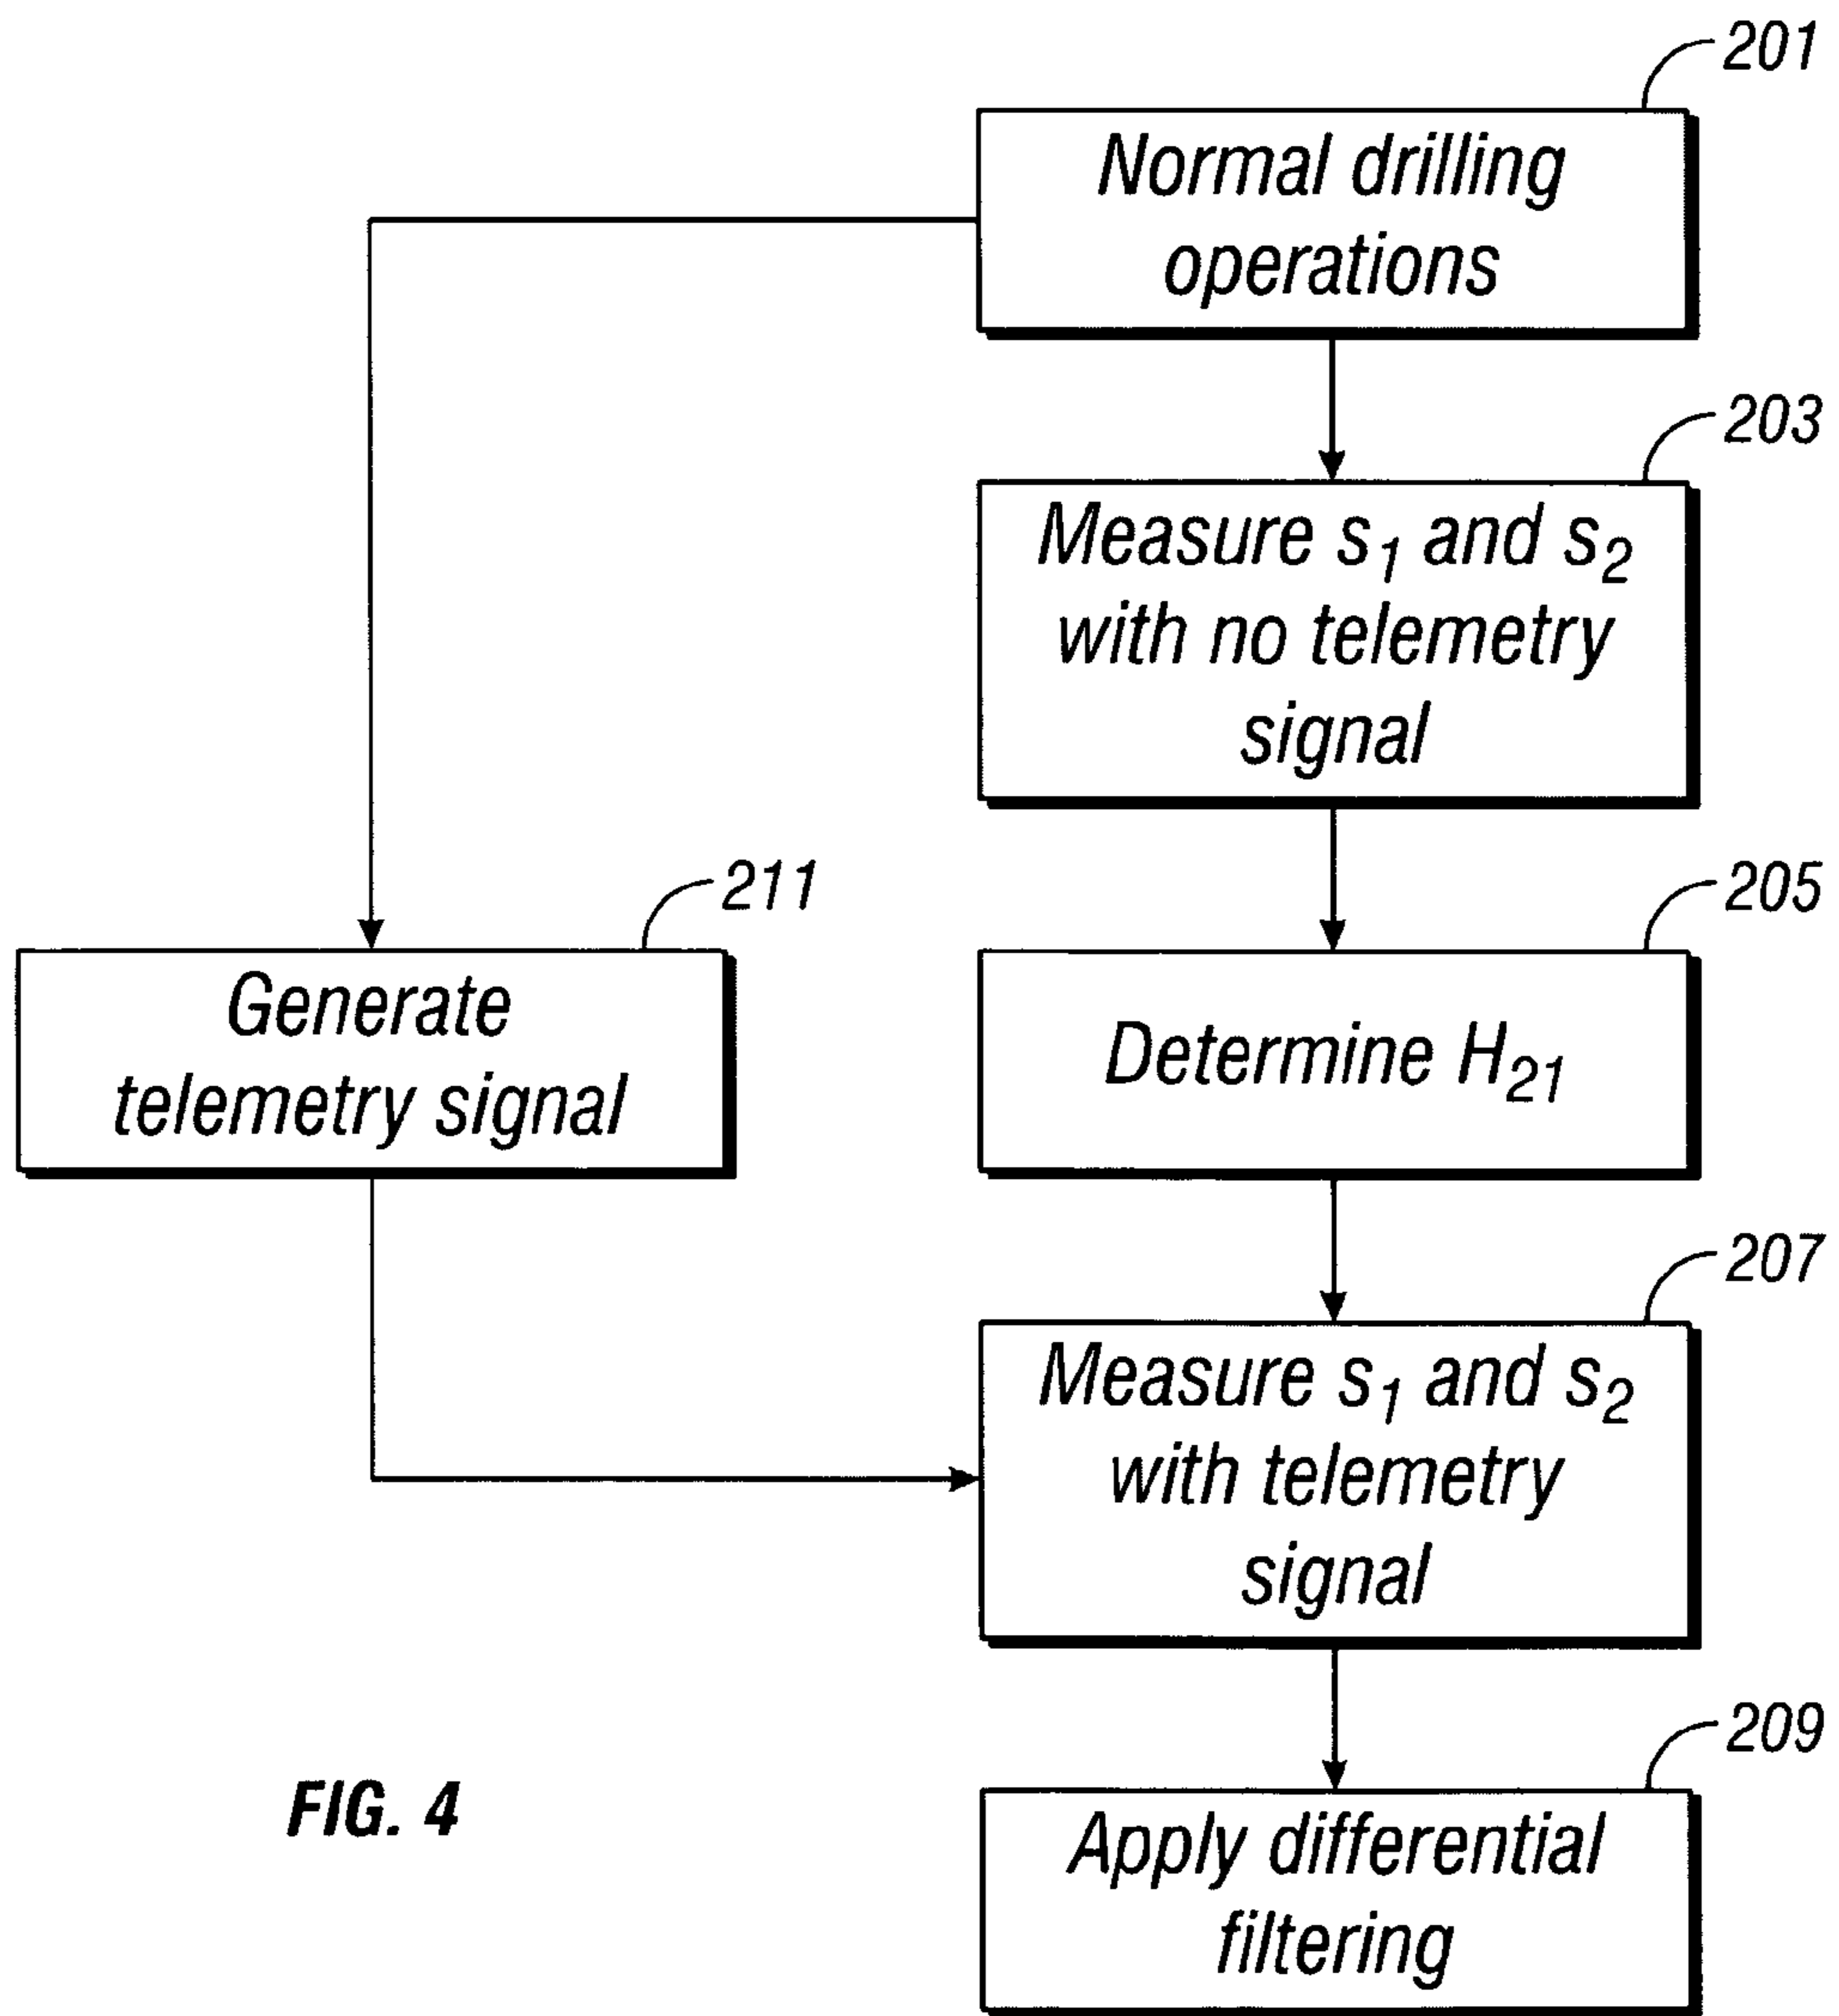 201
Normal drilling
operations
203
Measure s1 and s2
with no telemetry
signal
211
Generate
telemetry signal
205
Determine H21
207
Measure s1 and s2
with telemetry
signal
209
Apply differential
filtering
FIG. 4